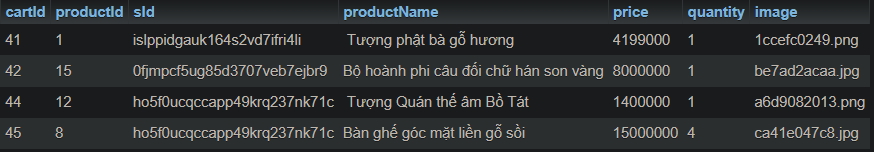 cartId productId sId productName price quantity image
41 1 islppidgauk164s2vd7ifri4li Tượng phật bà gỗ hương 4199000 1 1ccefc0249.png
42 15 0fjmpcf5ug85d3707veb7ejbr9 Bộ hoành phi câu đối chữ hán son vàng 8000000 1 be7ad2acaa.jpg
44 12 ho5f0ucqccapp49krq237nk71c Tượng Quán thế âm Bồ Tát 1400000 1 a6d9082013.png
45 8 ho5f0ucqccapp49krq237nk71c Bàn ghế góc mặt liền gỗ sồi 15000000 4 ca41e047c8.jpg